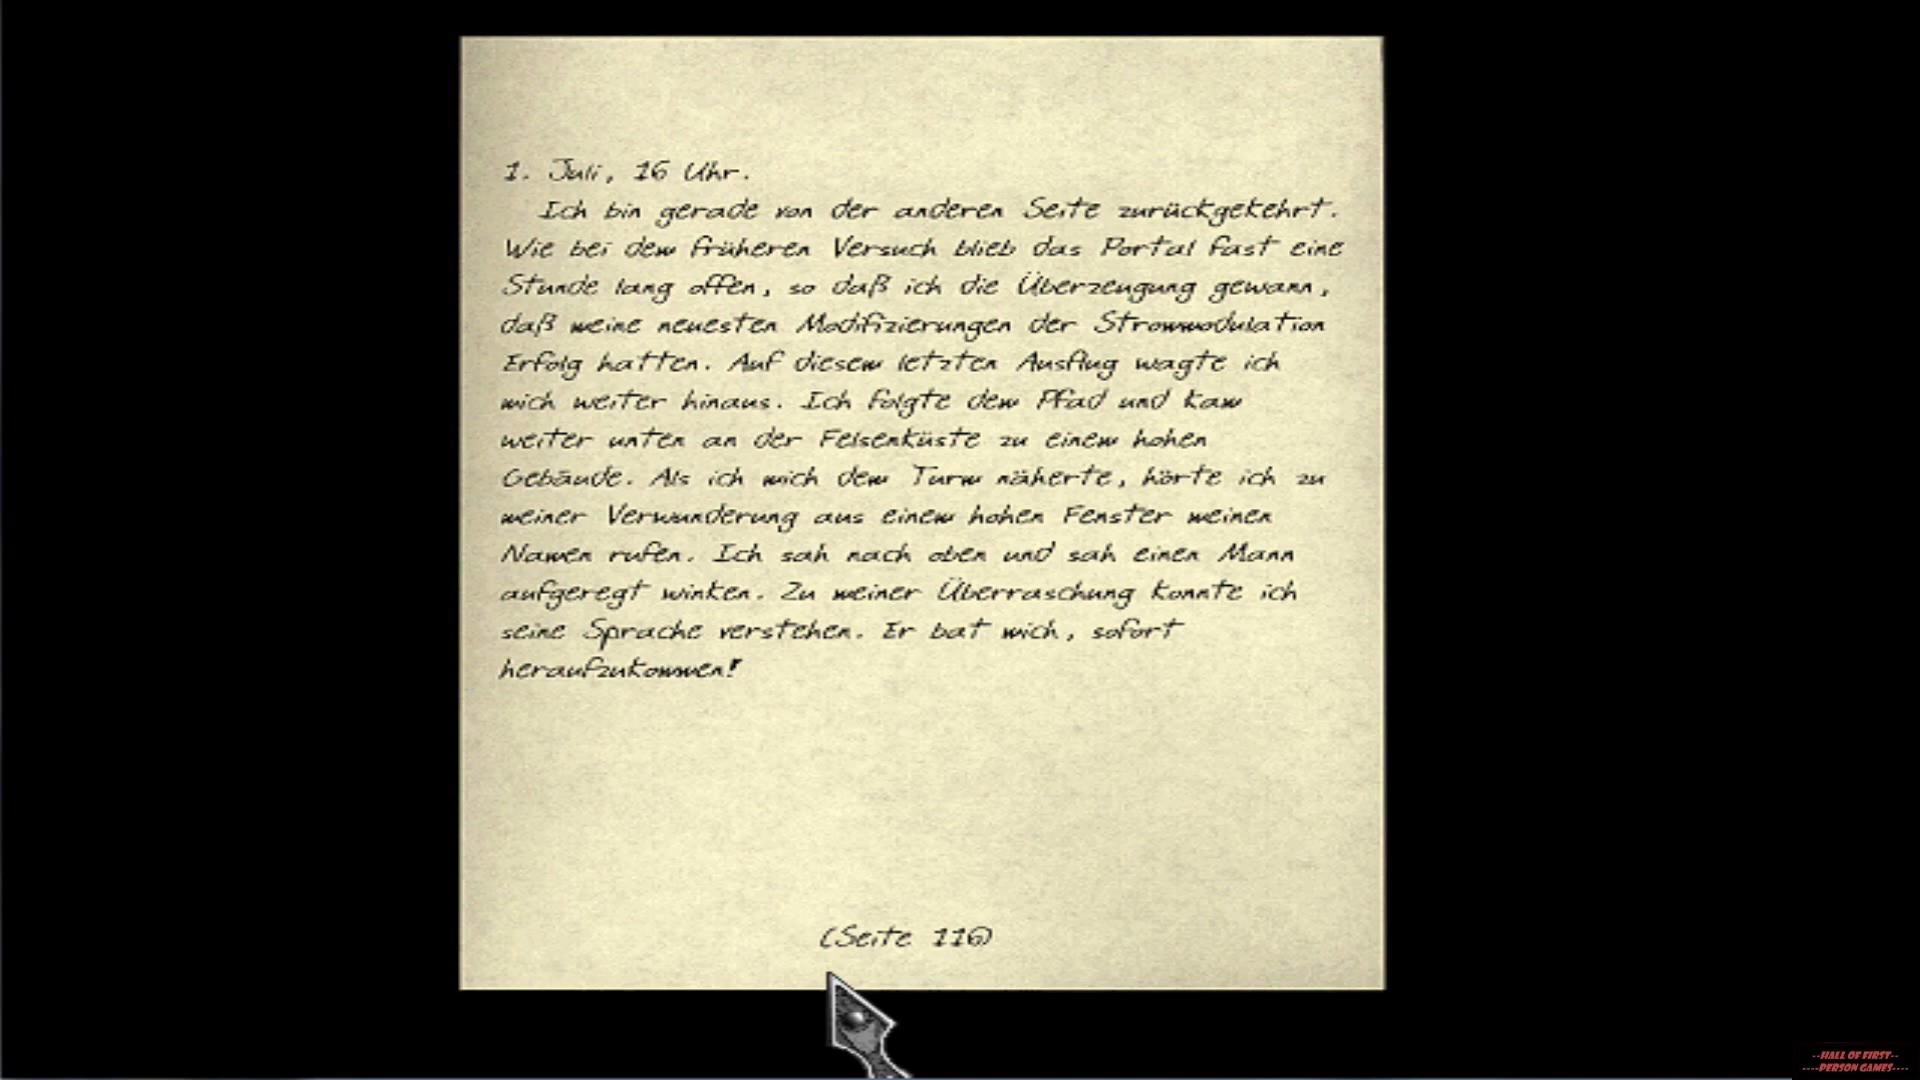 1. Juli, 16 Uhr.
Ich bin gerade von der anderen Seite zurückgekehrt.
Wie bei dem früheren Versuch blieb das Portal fast eine
Stunde lang offen, so daß ich die Überzeugung gewann,
daß meine neuesten Modifizierungen der Strommodulation
Erfolg hatten. Auf diesem letzten Ausflug wagte ich
mich weiter hinaus. Ich folgte dem Pfad und kam
weiter unten an der Felsenküste zu einem hohen
Gebäude. Als ich mich dem Turm näherte, hörte ich zu
meiner Verwunderung aus einem hohen Fenster meinen
Namen rufen. Ich sah nach oben und sah einen Mann
aufgeregt winken. Zu meiner Überraschung konnte ich
seine Sprache verstehen. Er bat mich, sofort
heraufzukommen!
(Seite 116)
--HALL OF FIRST--
----PERSON GAMES----